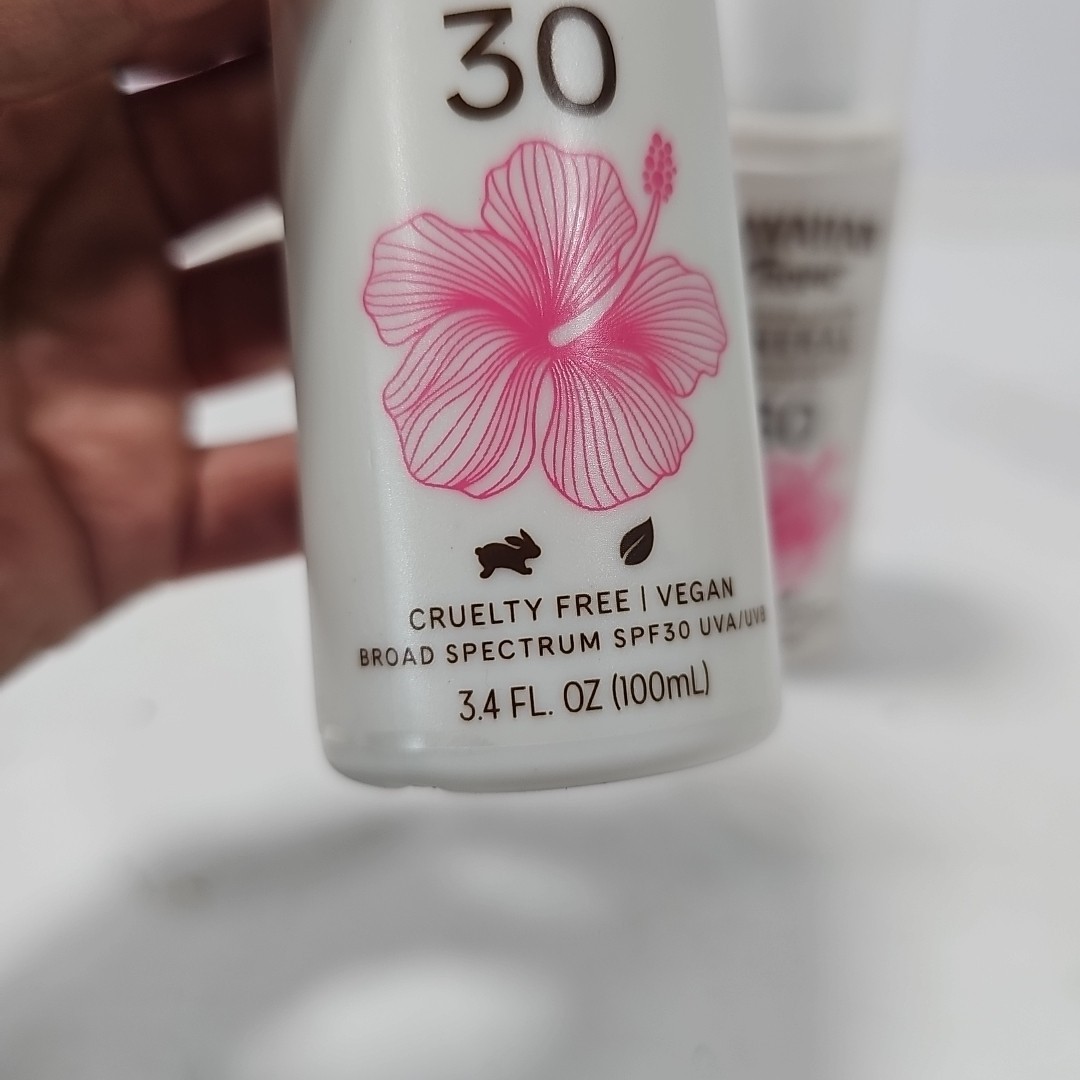 30
CRUELTY FREE | VEGAN
BROAD SPECTRUM SPF30 UVA/UVB
3.4 FL. OZ (100mL)